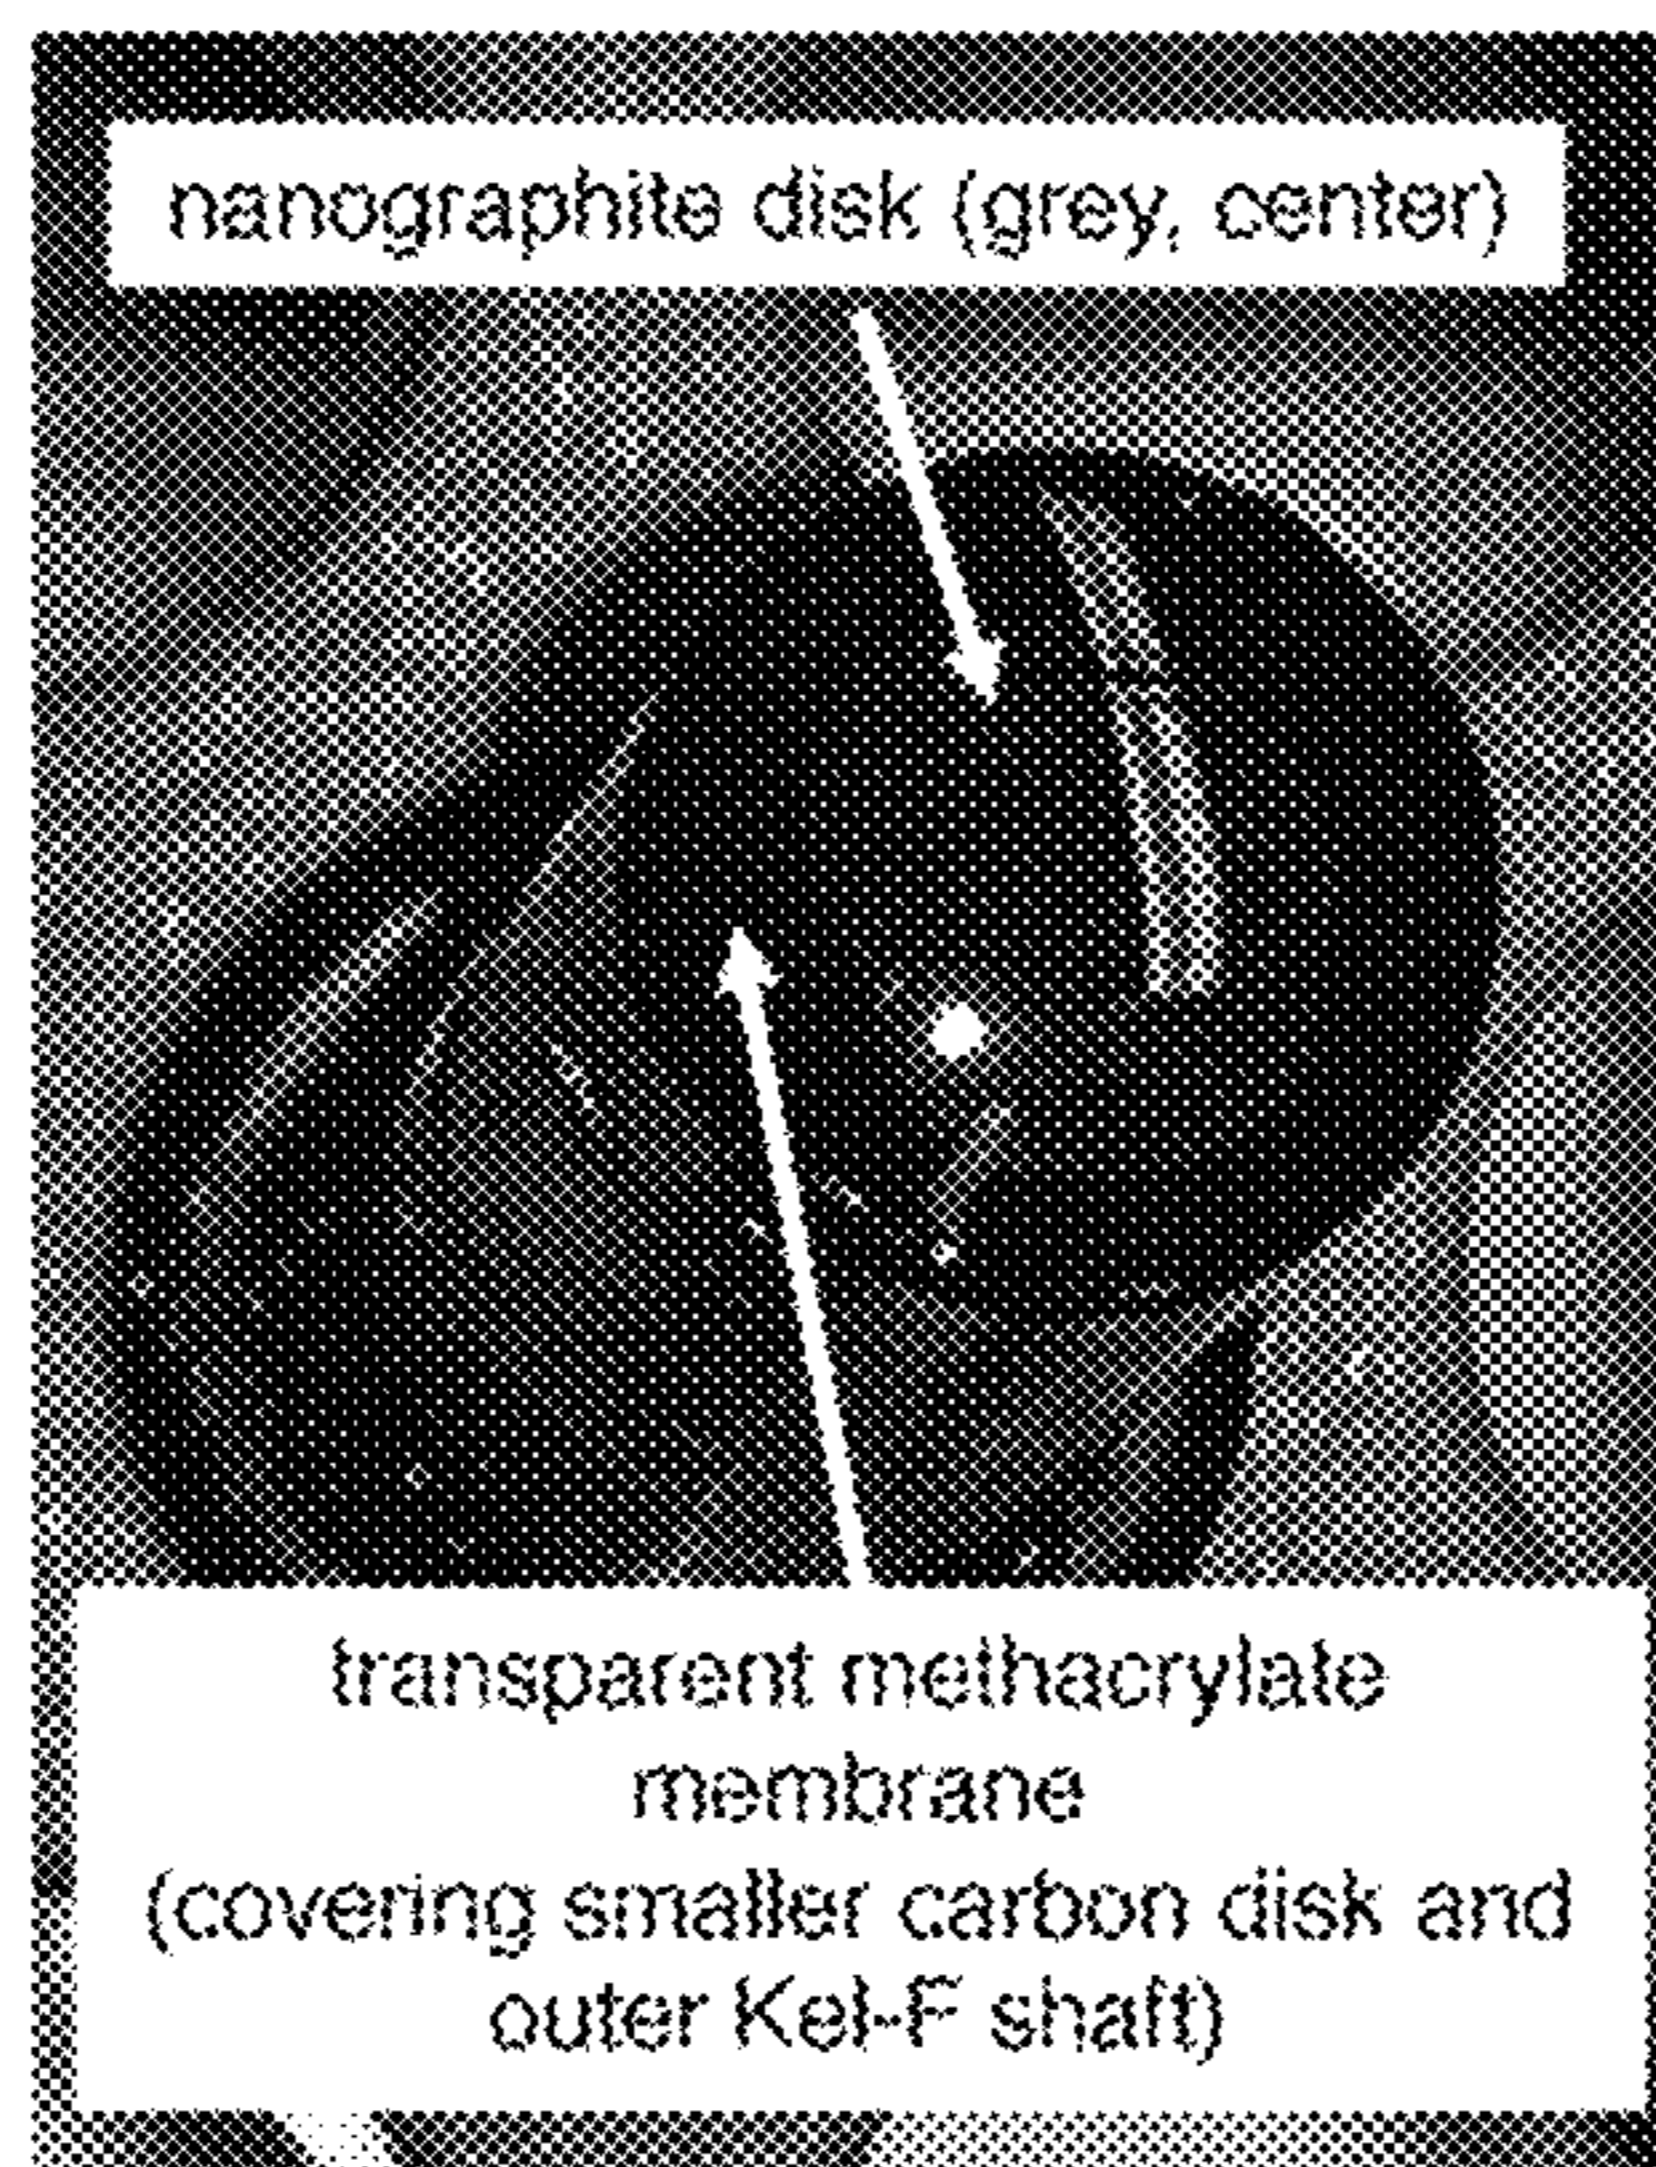 nanographite disk (grey, center)
transparent methacrylate
membrane
(covering smaller carbon disk and
outer Kel-F shaft)